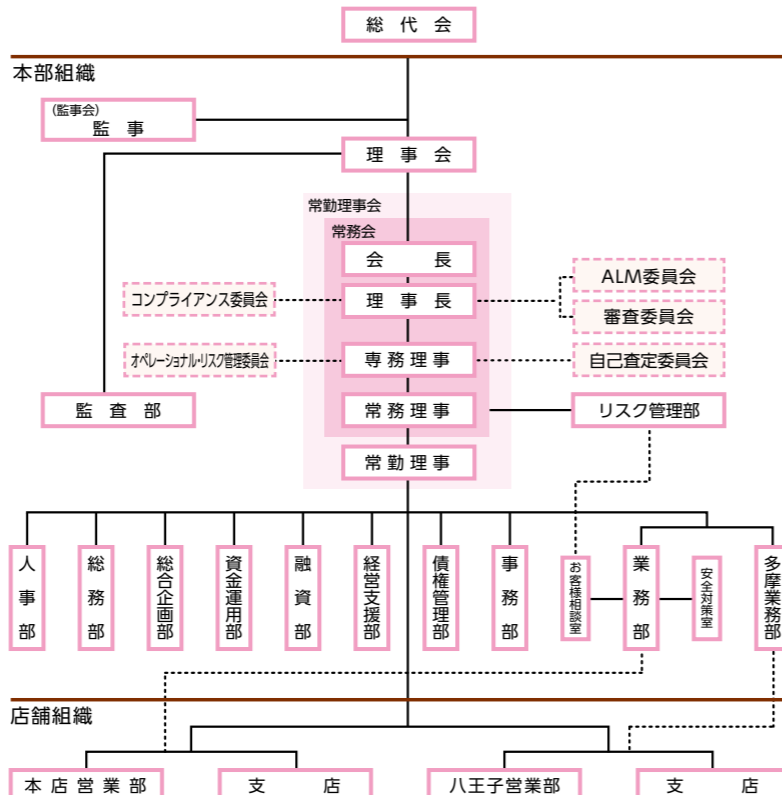 総代会
本部組織
(監事会)
監事
理事会
常勤理事会
常務会
会長
理事長
コンプライアンス委員会
ALM委員会
審査委員会
オペレーショナル・リスク管理委員会
専務理事
自己査定委員会
監査部
常務理事
リスク管理部
常勤理事
人事部
総務部
総合企画部
資金運用部
融資部
経営支援部
債権管理部
事務部
お客様相談室
業務部
安全対策室
多摩業務部
店舗組織
本店営業部
支店
八王子営業部
支店